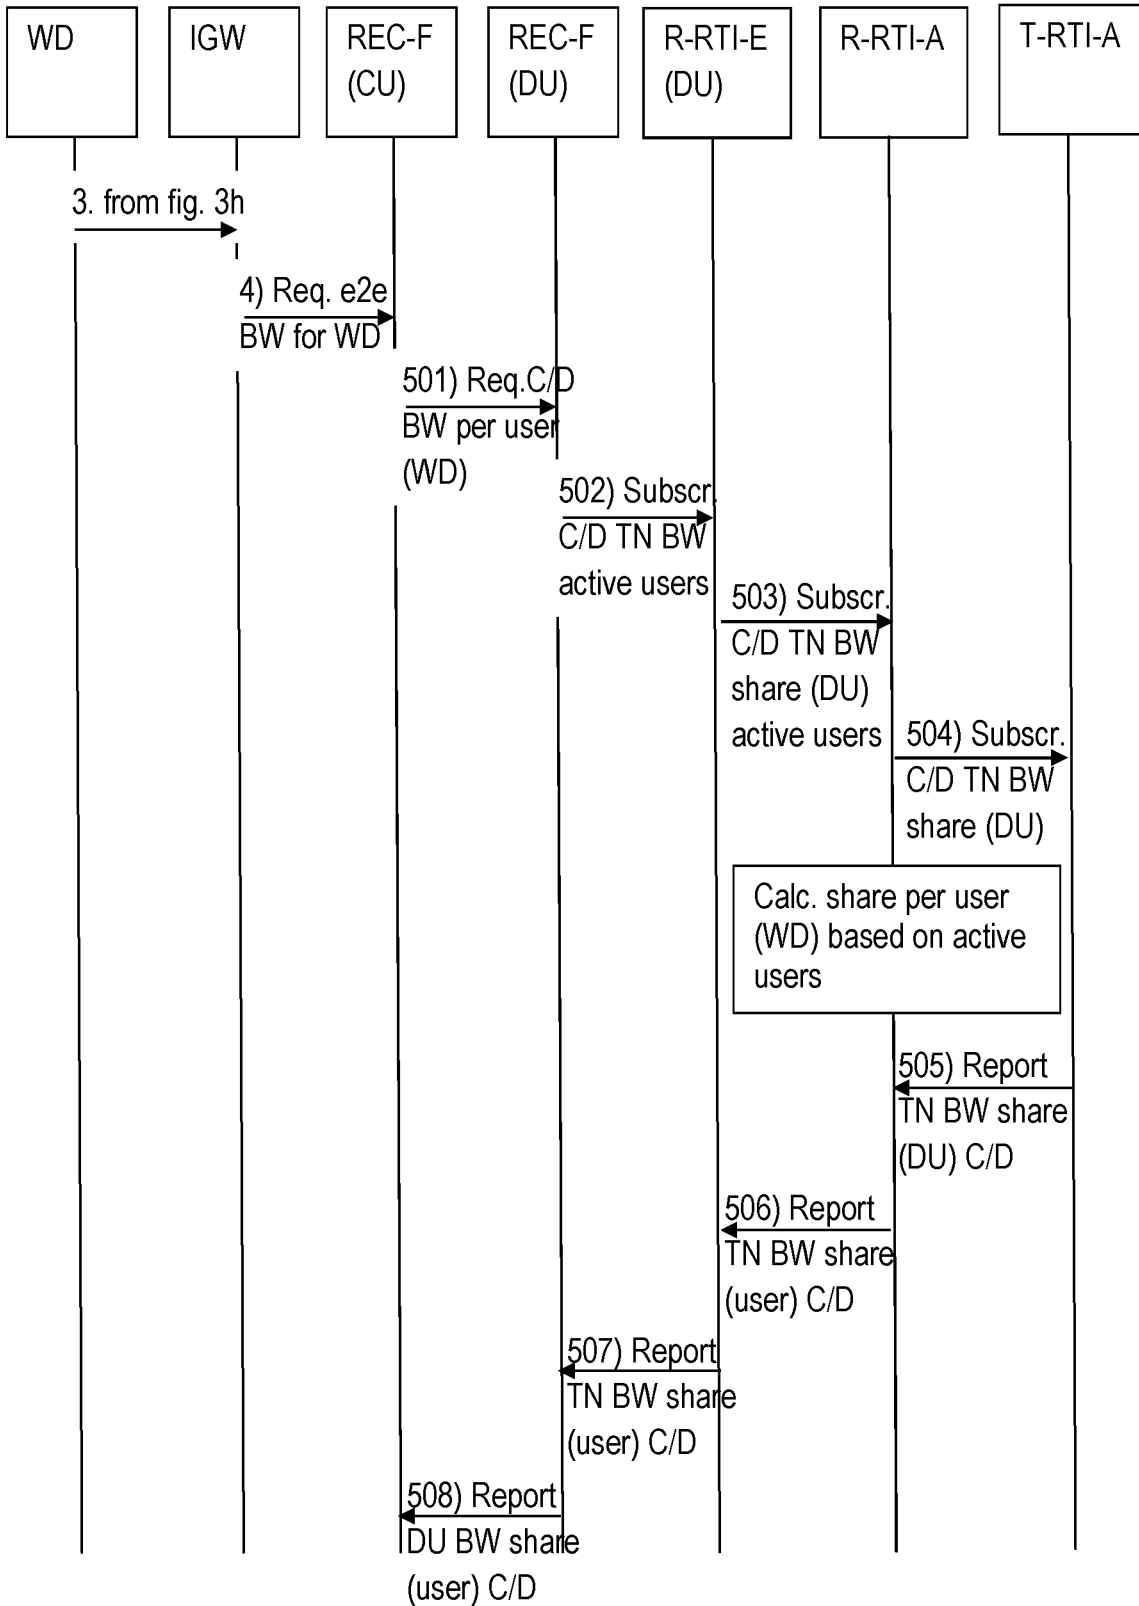 WD
IGW
REC-F
(CU)
REC-F
(DU)
R-RTI-E
(DU)
R-RTI-A
T-RTI-A
3. from fig. 3h
4) Req. e2e
BW for WD
501) Req.C/D
BW per user
(WD)
502) Subscr.
C/D TN BW
active users
503) Subscr.
C/D TN BW
share (DU)
active users
504) Subscr.
C/D TN BW
share (DU)
Calc. share per user
(WD) based on active
users
505) Report
TN BW share
(DU) C/D
506) Report
TN BW share
(user) C/D
507) Report
TN BW share
(user) C/D
508) Report
DU BW share
(user) C/D